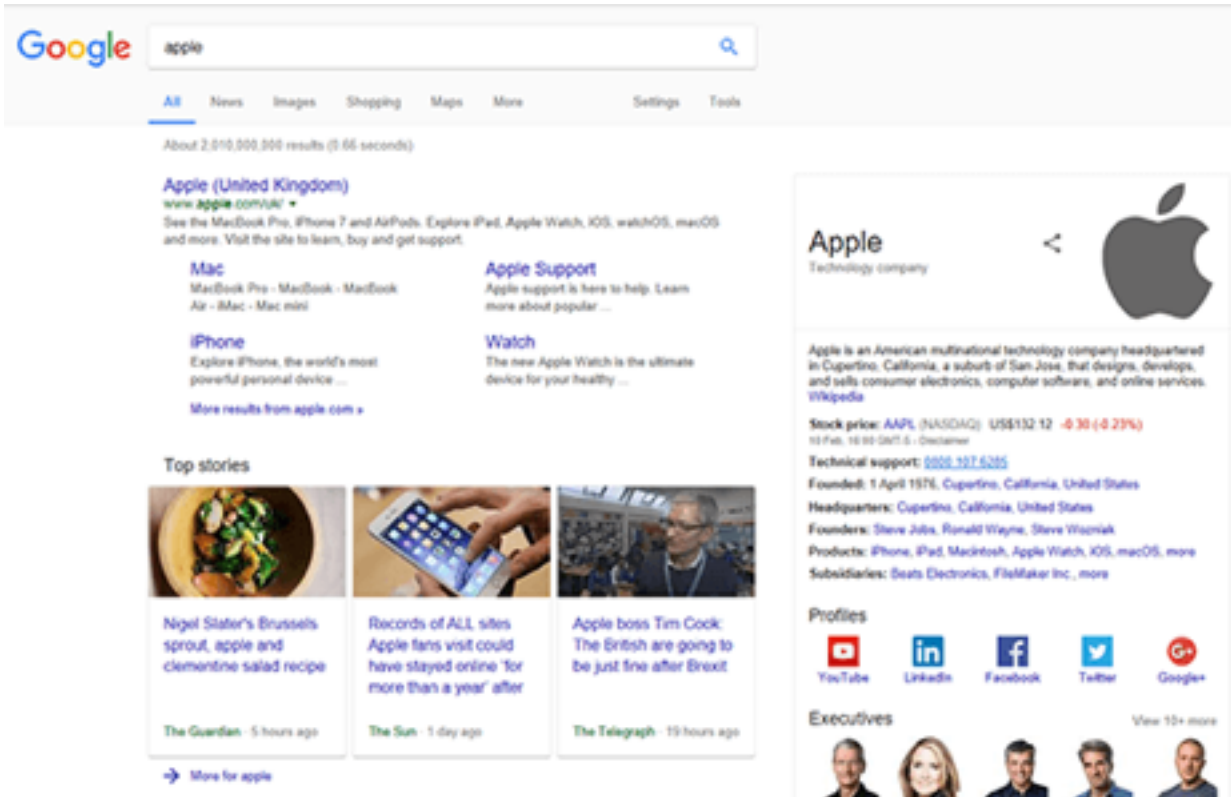 Google
apple
All News Images Shopping Maps More Settings Tools
About 2,010,000,000 results (0.66 seconds)
Apple (United Kingdom)
www.apple.com/uk/
See the MacBook Pro, iPhone 7 and AirPods. Explore iPad, Apple Watch, iOS, watchOS, macOS
and more. Visit the site to learn, buy and get support.
Mac
MacBook Pro - MacBook - MacBook
Air - iMac - Mac mini
Apple Support
Apple support is here to help. Learn
more about popular ...
iPhone
Explore iPhone, the world's most
powerful personal device ...
Watch
The new Apple Watch is the ultimate
device for your healthy ...
More results from apple.com »
Top stories
Nigel Slater's Brussels
sprout, apple and
clementine salad recipe
The Guardian - 5 hours ago
Records of ALL sites
Apple fans visit could
have stayed online 'for
more than a year' after
The Sun - 1 day ago
Apple boss Tim Cook:
The British are going to
be just fine after Brexit
The Telegraph - 19 hours ago
More for apple
Apple
Technology company
Apple is an American multinational technology company headquartered
in Cupertino, California, a suburb of San Jose, that designs, develops,
and sells consumer electronics, computer software, and online services.
Wikipedia
Stock price: AAPL (NASDAQ) US$132.12 -0.30 (-0.23%)
10 Feb, 16:00 GMT-5 - Disclaimer
Technical support: 0800 107 6285
Founded: 1 April 1976, Cupertino, California, United States
Headquarters: Cupertino, California, United States
Founders: Steve Jobs, Ronald Wayne, Steve Wozniak
Products: iPhone, iPad, Macintosh, Apple Watch, iOS, macOS, more
Subsidiaries: Beats Electronics, FileMaker Inc., more
Profiles
YouTube LinkedIn Facebook Twitter Google+
Executives View 10+ more